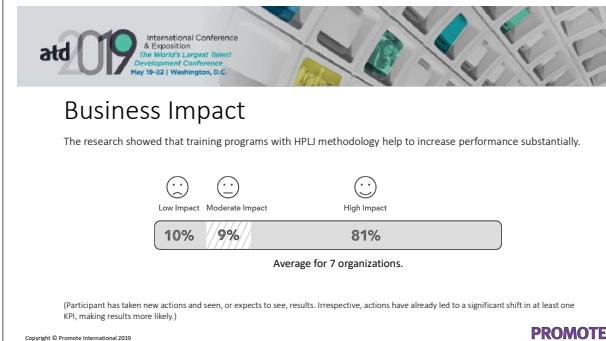 atd 2019
International Conference
& Exposition
The World's Largest Talent
Development Conference
May 19-22 | Washington, D.C.
Business Impact
The research showed that training programs with HPLJ methodology help to increase performance substantially.
Low Impact Moderate Impact High Impact
10% 9% 81%
Average for 7 organizations.
(Participant has taken new actions and seen, or expects to see, results. Irrespective, actions have already led to a significant shift in at least one
KPI, making results more likely.)
Copyright © Promote International 2019
PROMOTE